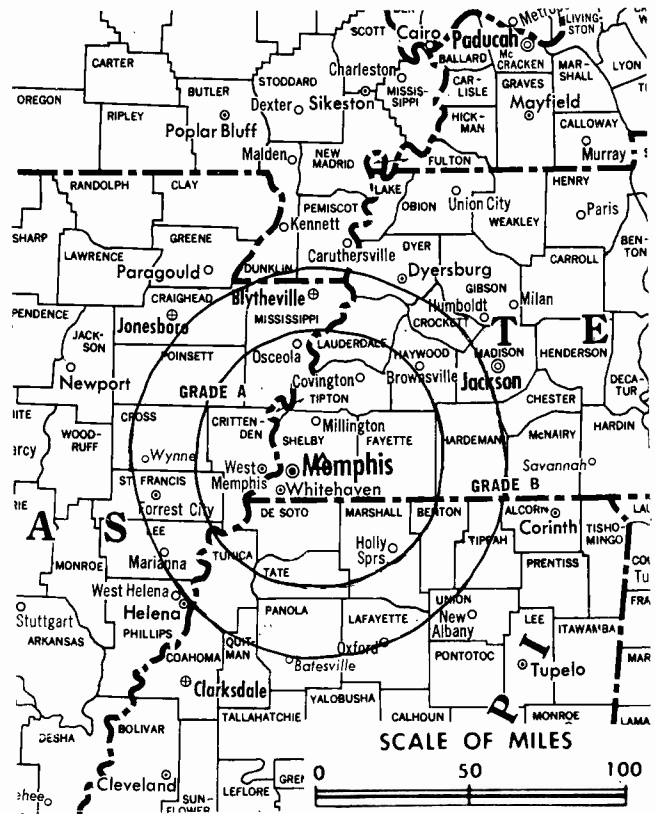 SCOTT
Cairo
Metrop
LIVING-
STON
Paducah
CARTER
Charleston
BALLARD
Mc
CRACKEN
MAR-
SHALL
LYON
STODDARD
BUTLER
MISSIS-
SIPPI
CAR-
LISLE
GRAVES
OREGON
Dexter
Sikeston
Mayfield
RIPLEY
Poplar Bluff
HICK-
MAN
CALLOWAY
Malden
NEW
MADRID
FULTON
Murray
RANDOLPH
CLAY
LAKE
HENRY
PEMISCOT
OBION
Union City
Paris
Kennett
WEAKLEY
SHARP
GREENE
Caruthersville
DYER
BEN-
TON
LAWRENCE
Paragould
DUNKLIN
Dyersburg
CARROLL
GIBSON
CRAIGHEAD
Blytheville
Humboldt
Milan
PENDENCE
Jonesboro
MISSISSIPPI
CROCKETT
T E
JACK-
SON
LAUDERDALE
POINSETT
Osceola
HAYWOOD
MADISON
HENDERSON
Newport
Covington
Brownsville
Jackson
DECA-
TUR
GRADE A
TIPTON
CHESTER
CROSS
CRITTEN-
DEN
Millington
HARDIN
WOOD-
RUFF
SHELBY
FAYETTE
HARDEMAN
McNAIRY
Wynne
West
Memphis
Memphis
Savannah
ST. FRANCIS
Whitehaven
GRADE B
Forrest City
DE SOTO
MARSHALL
BENTON
ALCORN
Corinth
A S
LEE
TISHO-
MINGO
Marianna
TUNICA
Holly
Sprs.
TIPPAH
MONROE
TATE
PRENTISS
West Helena
Helena
PANOLA
UNION
New
Albany
LEE
Stuttgart
LAFAYETTE
ITAWAMBA
ARKANSAS
PHILLIPS
QUIT-
MAN
Oxford
PONTOTOC
I
COAHOMA
Batesville
Tupelo
Clarksdale
YALOBUSHA
P
TALLAHATCHIE
CALHOUN
MONROE
LAMA
DESHA
BOLIVAR
SCALE OF MILES
Cleveland
0 50 100
LEFLORE
SUN-
FLOWER